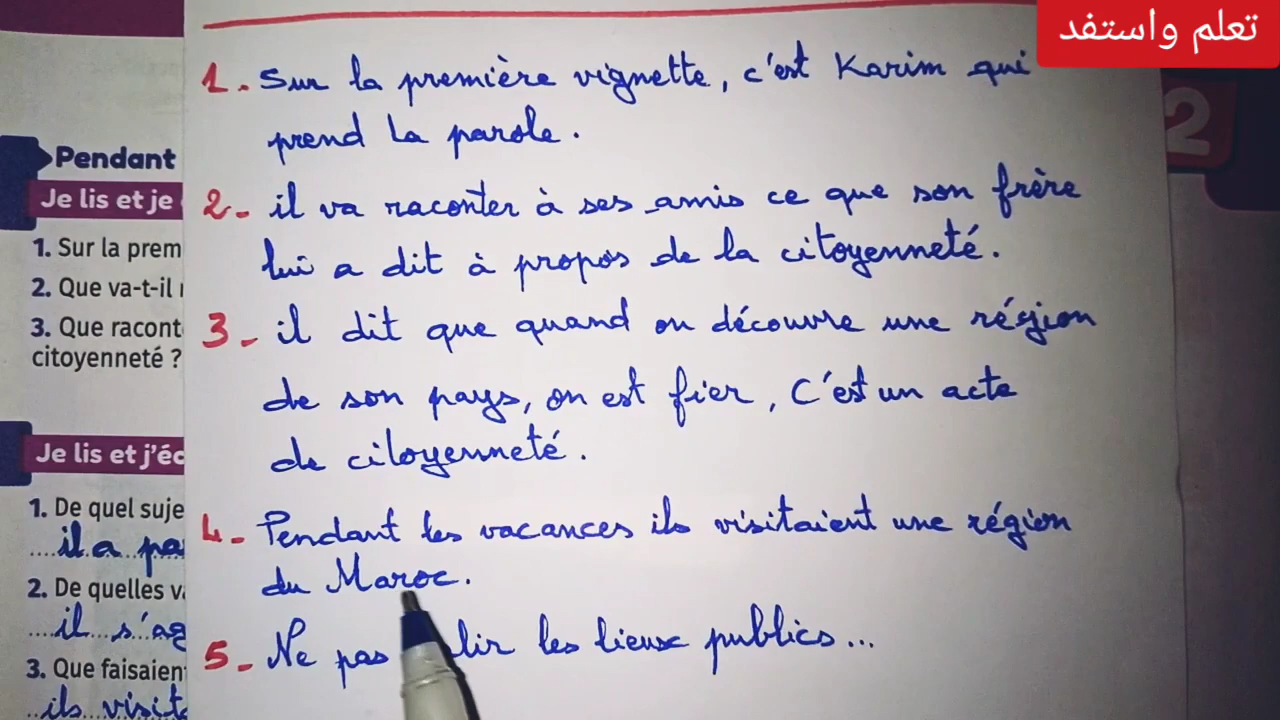 تعلم واستفد
1. Sur la première vignette, c'est Karim qui
prend la parole.
2- il va raconter à ses amis ce que son frère
lui a dit à propos de la citoyenneté.
3- il dit que quand on découvre une région
de son pays, on est fier, C'est un acte
de citoyenneté.
4- Pendant les vacances ils visitaient une région
du Maroc.
5- Ne pas les lieux publics...
Pendant
Je lis et je
1. Sur la prem
2. Que va-t-il
3. Que racont
citoyenneté ?
Je lis et j'éc
1. De quel suje
il a pa
2. De quelles v
il s'ag
3. Que faisaien
ils visit
2